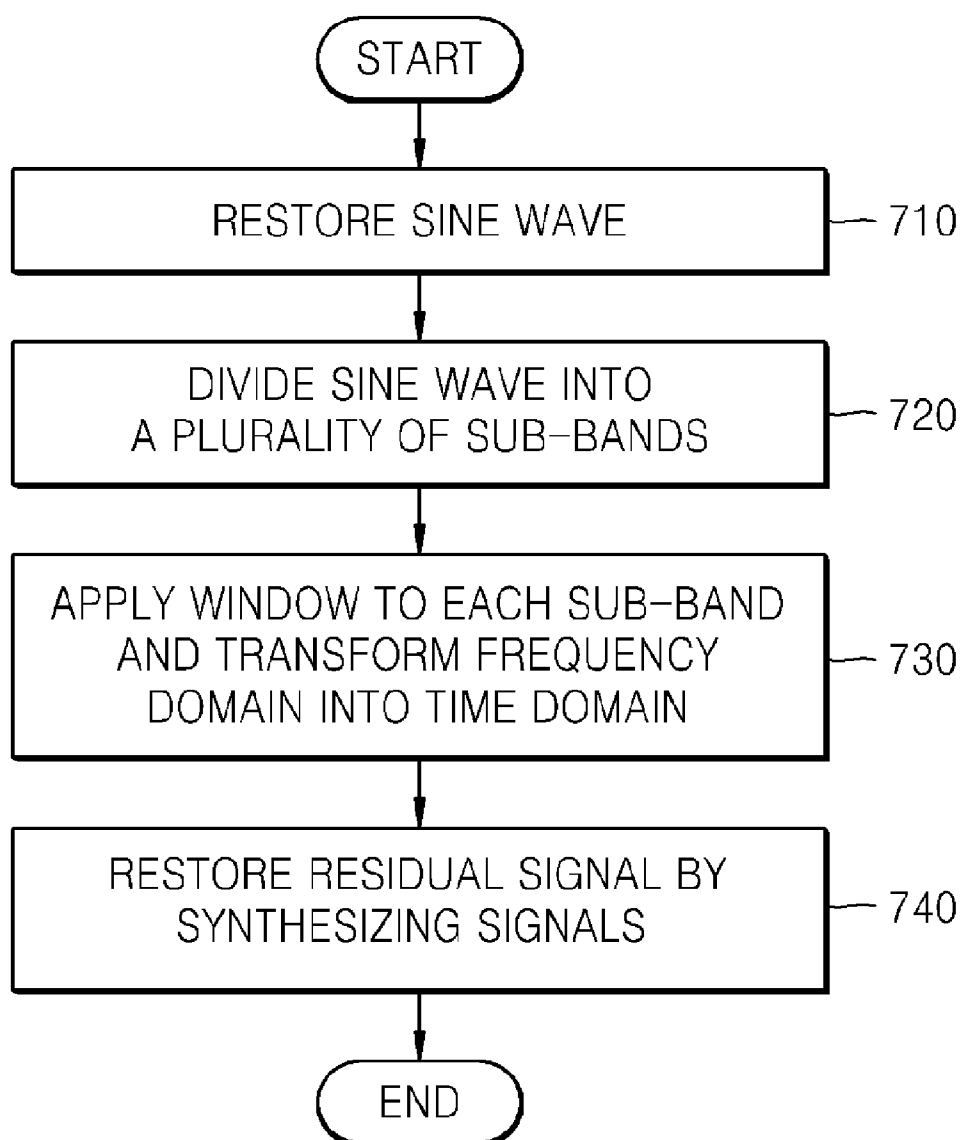 START
RESTORE SINE WAVE
710
DIVIDE SINE WAVE INTO
A PLURALITY OF SUB-BANDS
720
APPLY WINDOW TO EACH SUB-BAND
AND TRANSFORM FREQUENCY
DOMAIN INTO TIME DOMAIN
730
RESTORE RESIDUAL SIGNAL BY
SYNTHESIZING SIGNALS
740
END